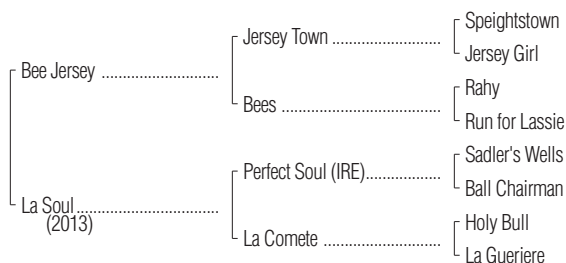 Speightstown
Jersey Town ........................
Jersey Girl
Bee Jersey ..........................
Rahy
Bees ...................................
Run for Lassie
Sadler's Wells
Perfect Soul (IRE)................
Ball Chairman
La Soul ................................
(2013)
Holy Bull
La Comete ..........................
La Gueriere